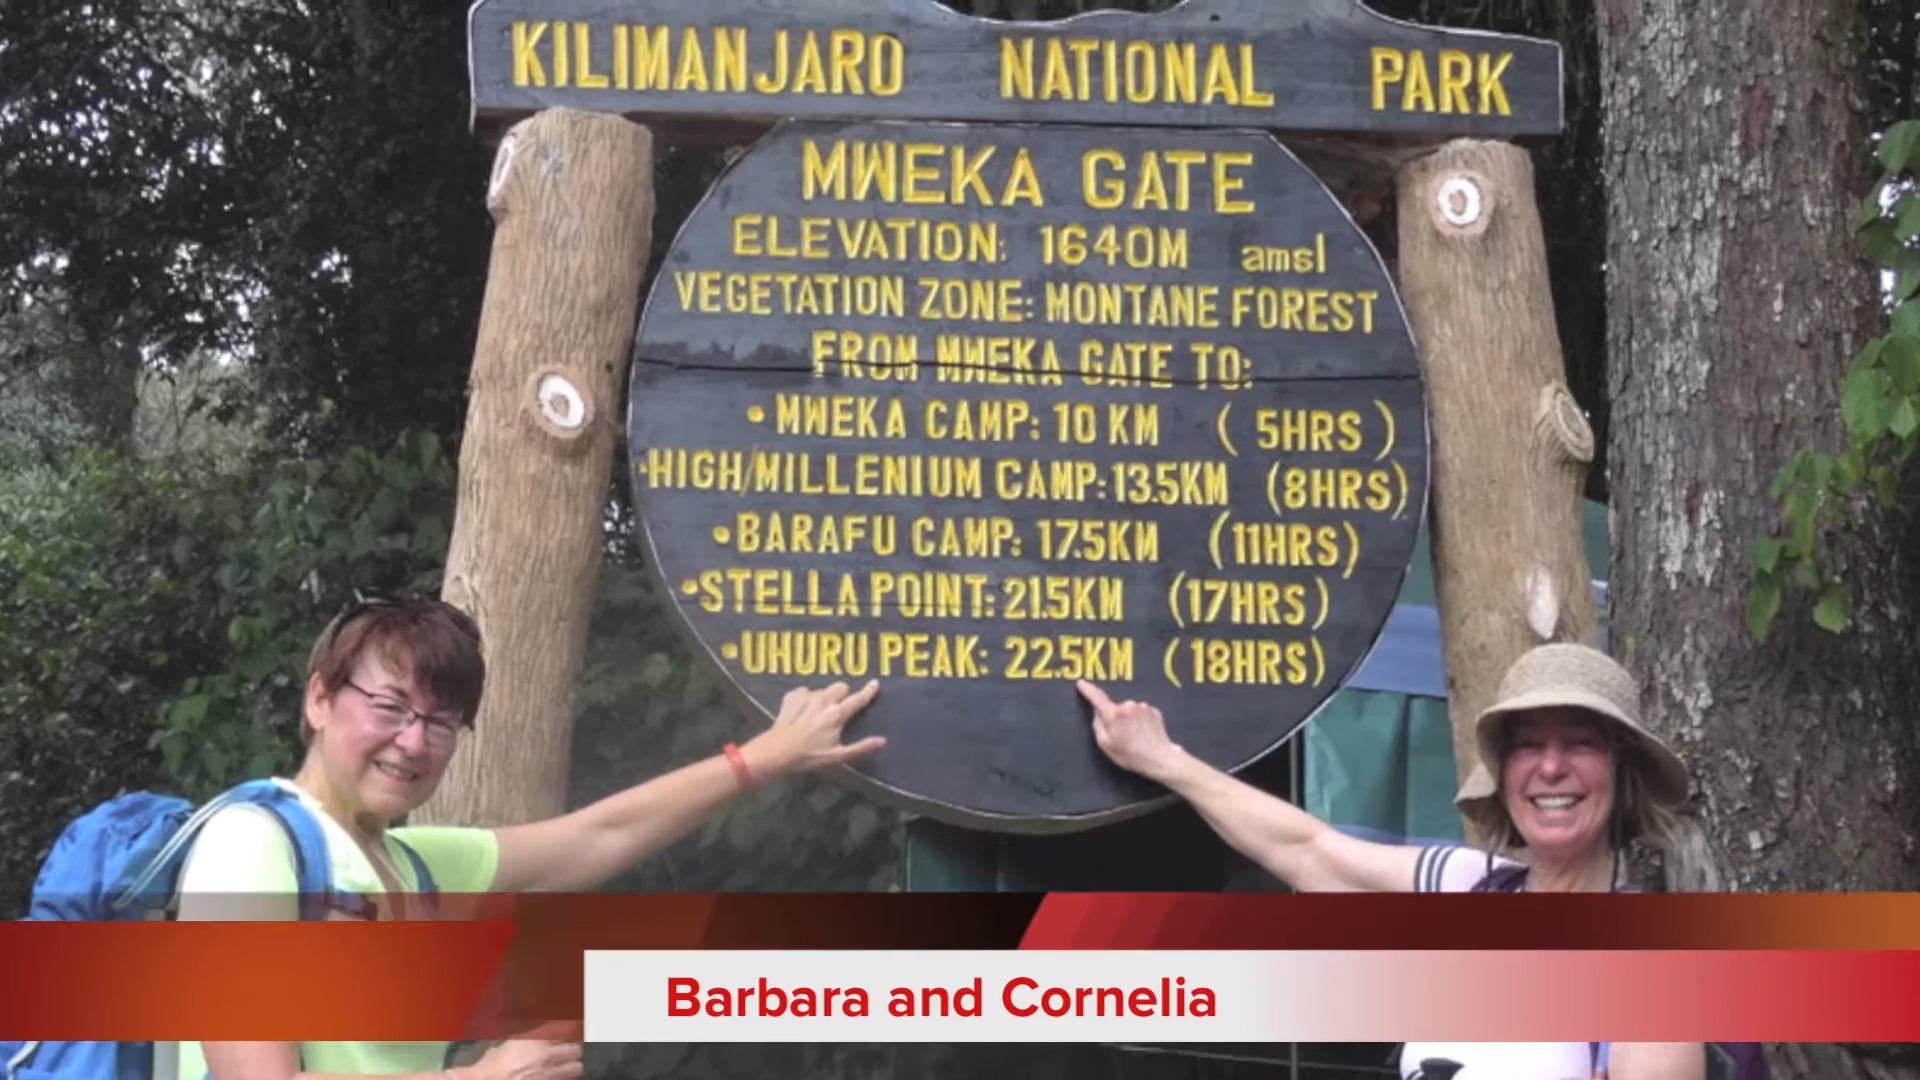 KILIMANJARO NATIONAL PARK
MWEKA GATE
ELEVATION: 1640M amsl
VEGETATION ZONE: MONTANE FOREST
FROM MWEKA GATE TO:
• MWEKA CAMP: 10 KM ( 5HRS )
•HIGH/MILLENIUM CAMP: 13.5KM (8HRS)
•BARAFU CAMP: 17.5KM (11HRS)
•STELLA POINT: 21.5KM (17HRS)
•UHURU PEAK: 22.5KM (18HRS)
Barbara and Cornelia